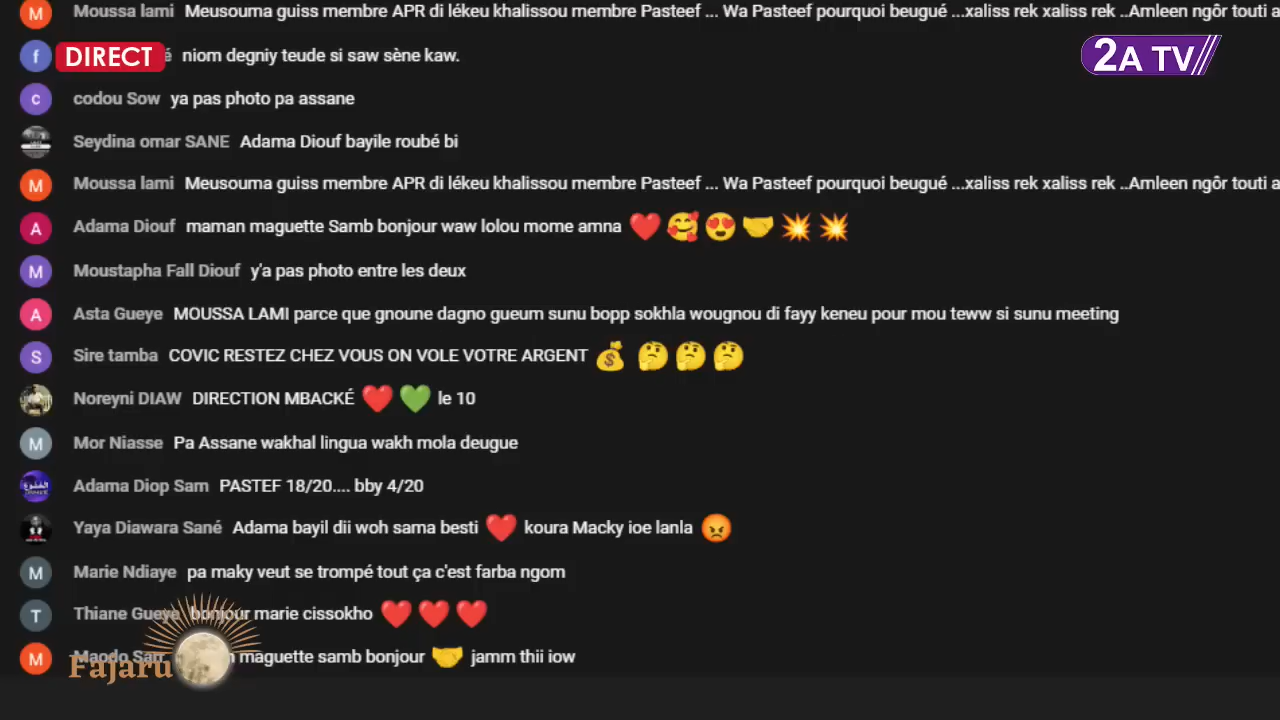 Moussa lami Meusouma guiss membre APR di lékeu khalissou membre Pasteef ... Wa Pasteef pourquoi beugué ...xaliss rek xaliss rek ..Amleen ngôr touti a
f DIRECT niom degniy teude si saw sène kaw.
2A TV
c codou Sow ya pas photo pa assane
Seydina omar SANE Adama Diouf bayile roubé bi
M Moussa lami Meusouma guiss membre APR di lékeu khalissou membre Pasteef ... Wa Pasteef pourquoi beugué ...xaliss rek xaliss rek ..Amleen ngôr touti a
A Adama Diouf maman maguette Samb bonjour waw lolou mome amna ❤️🥰😍🤝💥💥
M Moustapha Fall Diouf y'a pas photo entre les deux
A Asta Gueye MOUSSA LAMI parce que gnoune dagno gueum sunu bopp sokhla wougnou di fayy keneu pour mou teww si sunu meeting
S Sire tamba COVIC RESTEZ CHEZ VOUS ON VOLE VOTRE ARGENT 💰 🤔🤔🤔
Noreyni DIAW DIRECTION MBACKÉ ❤️💚 le 10
M Mor Niasse Pa Assane wakhal lingua wakh mola deugue
Adama Diop Sam PASTEF 18/20.... bby 4/20
Yaya Diawara Sané Adama bayil dii woh sama besti ❤️ koura Macky ioe lanla 😡
M Marie Ndiaye pa maky veut se trompé tout ça c'est farba ngom
T Thiane Gueye bonjour marie cissokho ❤️❤️❤️
M Maodo Sarr maguette samb bonjour 🤝 jamm thii iow
Fajaru